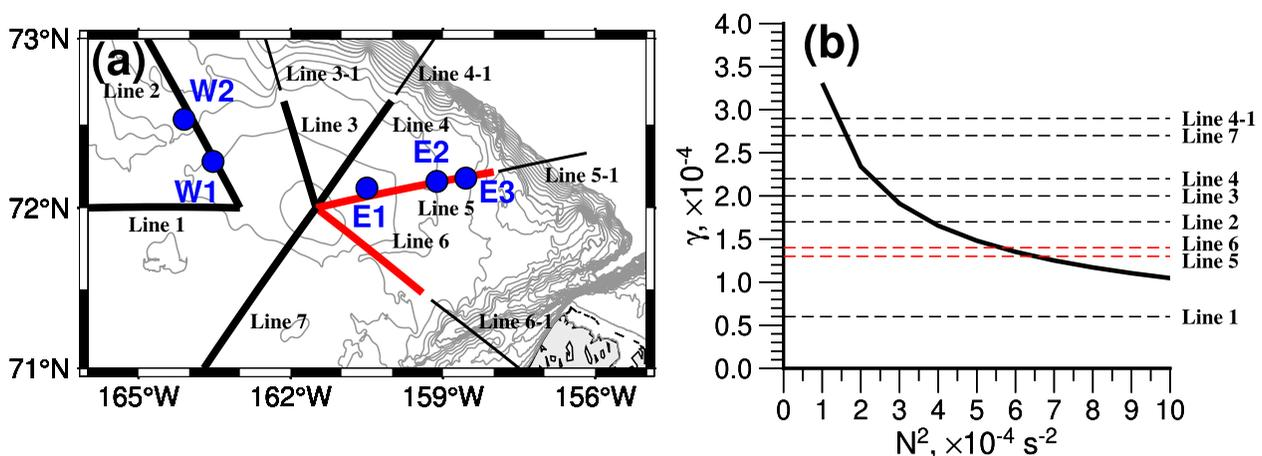 (a)
73°N
72°N
71°N
165°W
162°W
159°W
156°W
Line 2
W2
W1
Line 1
Line 3-1
Line 3
Line 4-1
Line 4
E2
E1
E3
Line 5
Line 5-1
Line 6
Line 7
Line 6-1
(b)
4.0
3.5
3.0
2.5
2.0
1.5
1.0
0.5
0.0
γ, ×10⁻⁴
Line 4-1
Line 7
Line 4
Line 3
Line 2
Line 6
Line 5
Line 1
0 1 2 3 4 5 6 7 8 9 10
N², ×10⁻⁴ s⁻²